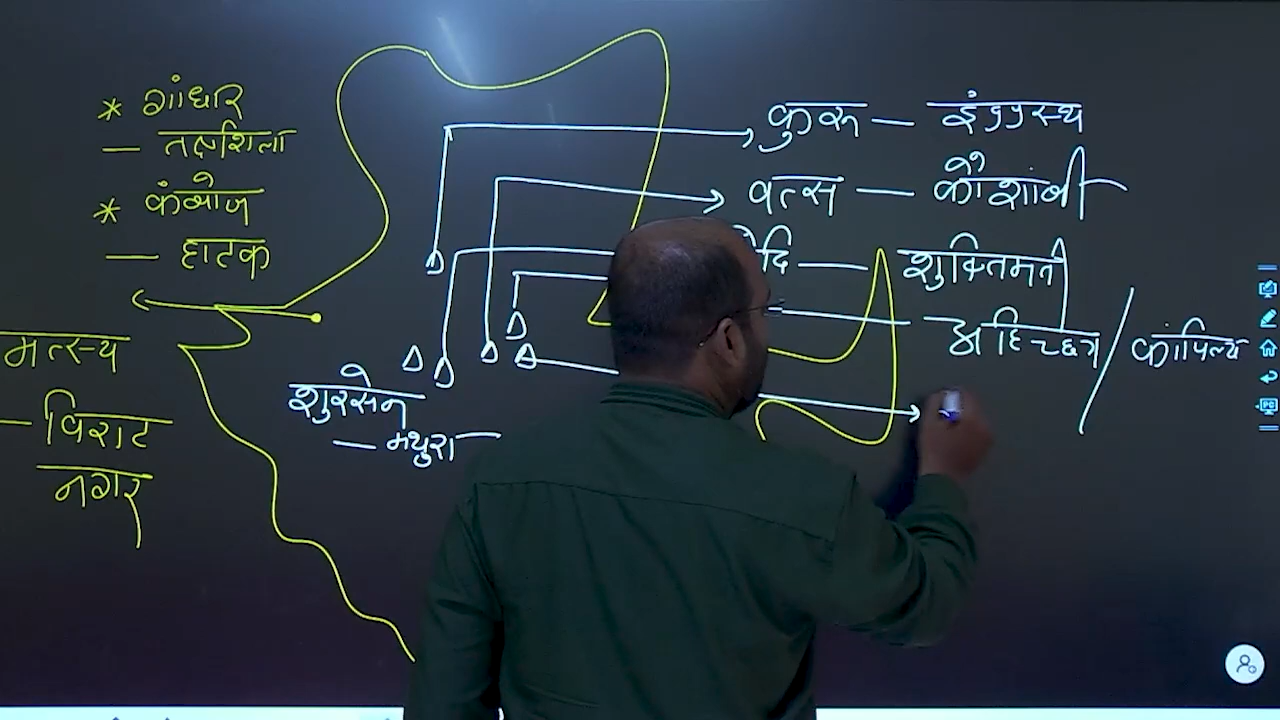 * गांधार
— तक्षशिला
* कंबोज
— हाटक
मत्स्य
— विराट
नगर
शुरसेन
— मथुरा
कुरू — इंद्रप्रस्थ
वत्स — कौशांबी
— शुक्तिमती
अहिच्छत्र / कांपिल्य